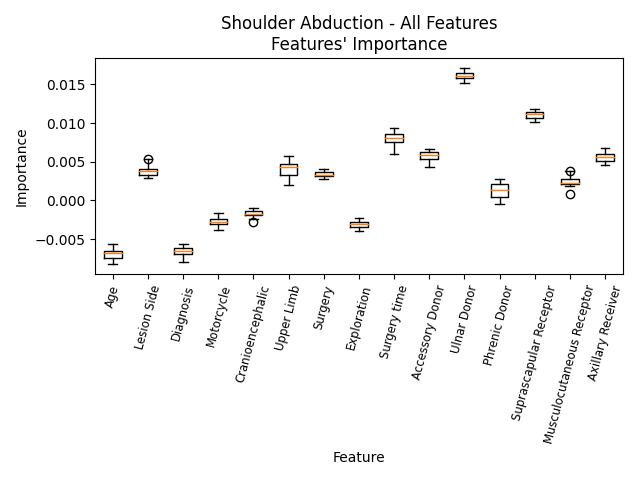 Shoulder Abduction - All Features
Features' Importance
Importance
0.015
0.010
0.005
0.000
−0.005
Age
Lesion Side
Diagnosis
Motorcycle
Cranioencephalic
Upper Limb
Surgery
Exploration
Surgery time
Accessory Donor
Ulnar Donor
Phrenic Donor
Suprascapular Receptor
Musculocutaneous Receptor
Axillary Receiver
Feature